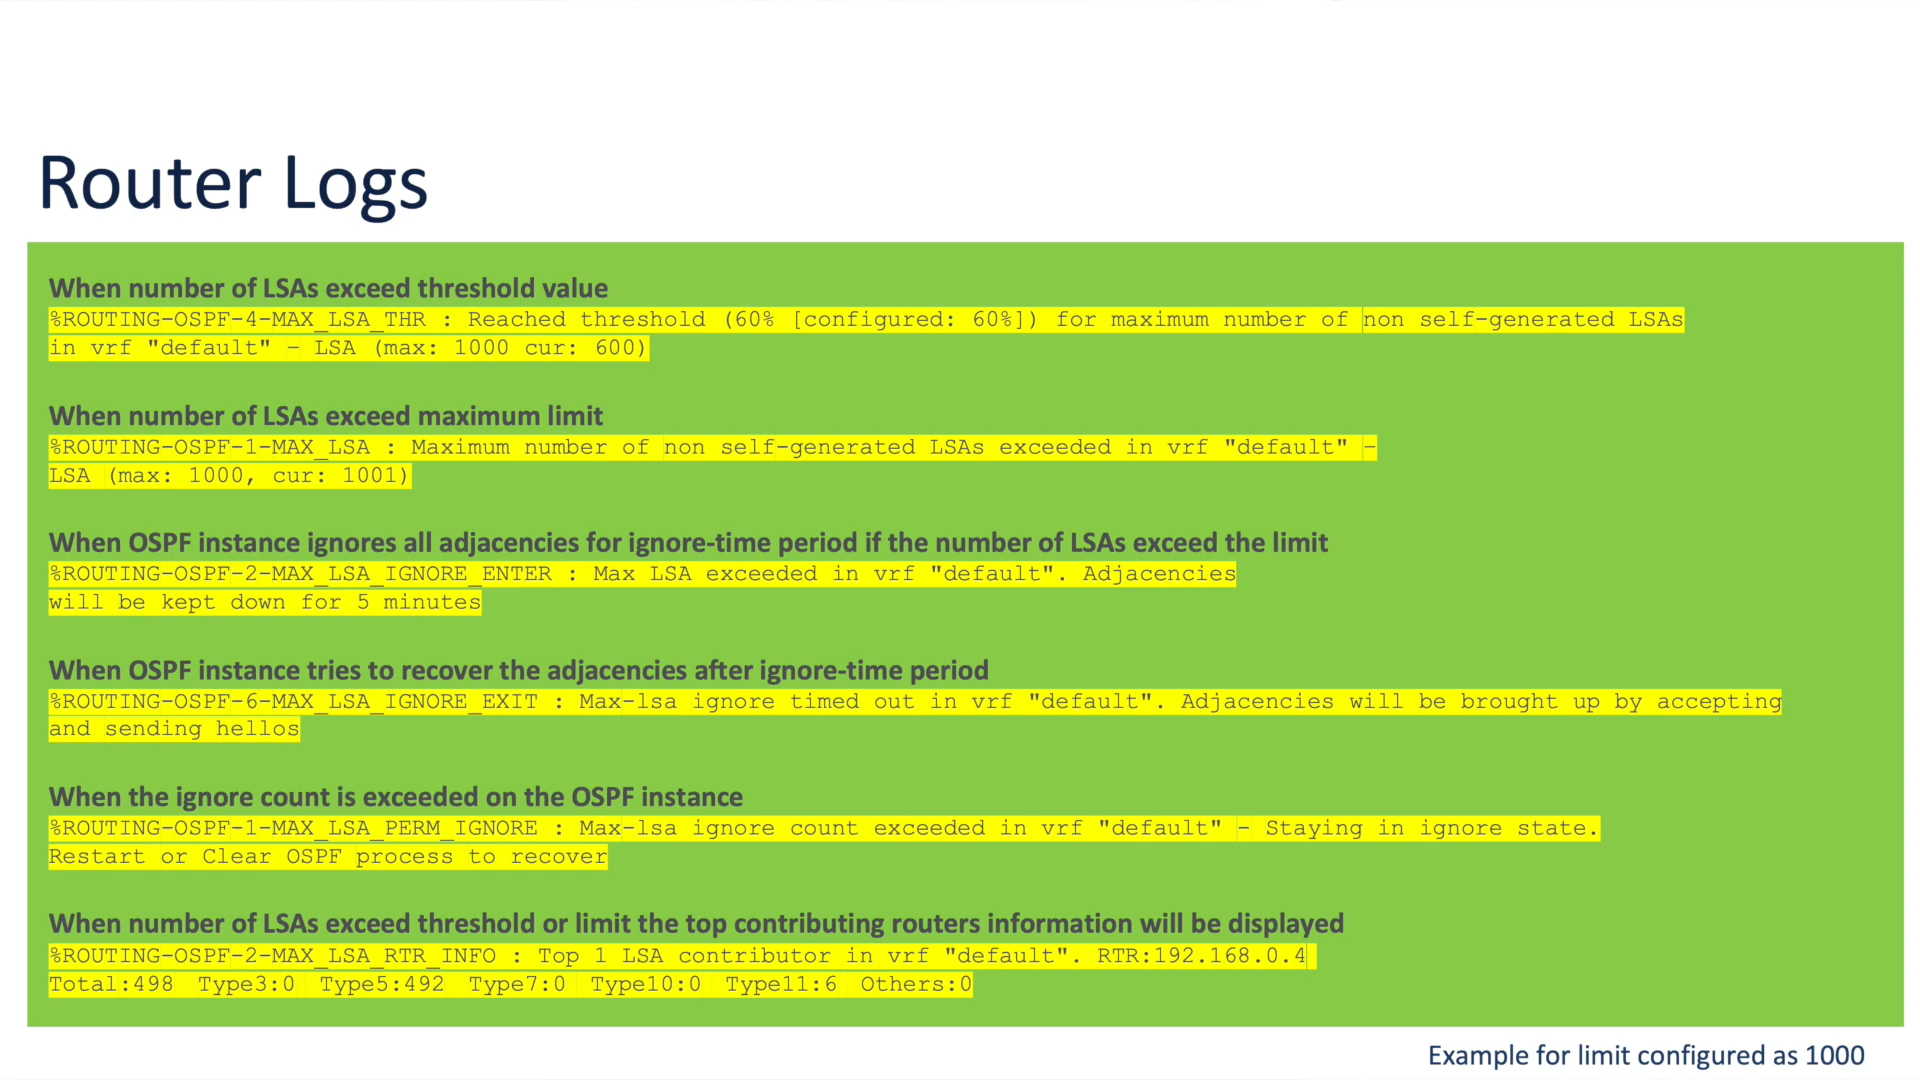 Router Logs
When number of LSAs exceed threshold value
%ROUTING-OSPF-4-MAX_LSA_THR : Reached threshold (60% [configured: 60%]) for maximum number of non self-generated LSAs
in vrf "default" – LSA (max: 1000 cur: 600)
When number of LSAs exceed maximum limit
%ROUTING-OSPF-1-MAX_LSA : Maximum number of non self-generated LSAs exceeded in vrf "default" –
LSA (max: 1000, cur: 1001)
When OSPF instance ignores all adjacencies for ignore-time period if the number of LSAs exceed the limit
%ROUTING-OSPF-2-MAX_LSA_IGNORE_ENTER : Max LSA exceeded in vrf "default". Adjacencies
will be kept down for 5 minutes
When OSPF instance tries to recover the adjacencies after ignore-time period
%ROUTING-OSPF-6-MAX_LSA_IGNORE_EXIT : Max-lsa ignore timed out in vrf "default". Adjacencies will be brought up by accepting
and sending hellos
When the ignore count is exceeded on the OSPF instance
%ROUTING-OSPF-1-MAX_LSA_PERM_IGNORE : Max-lsa ignore count exceeded in vrf "default" - Staying in ignore state.
Restart or Clear OSPF process to recover
When number of LSAs exceed threshold or limit the top contributing routers information will be displayed
%ROUTING-OSPF-2-MAX_LSA_RTR_INFO : Top 1 LSA contributor in vrf "default". RTR:192.168.0.4
Total:498 Type3:0 Type5:492 Type7:0 Type10:0 Type11:6 Others:0
Example for limit configured as 1000